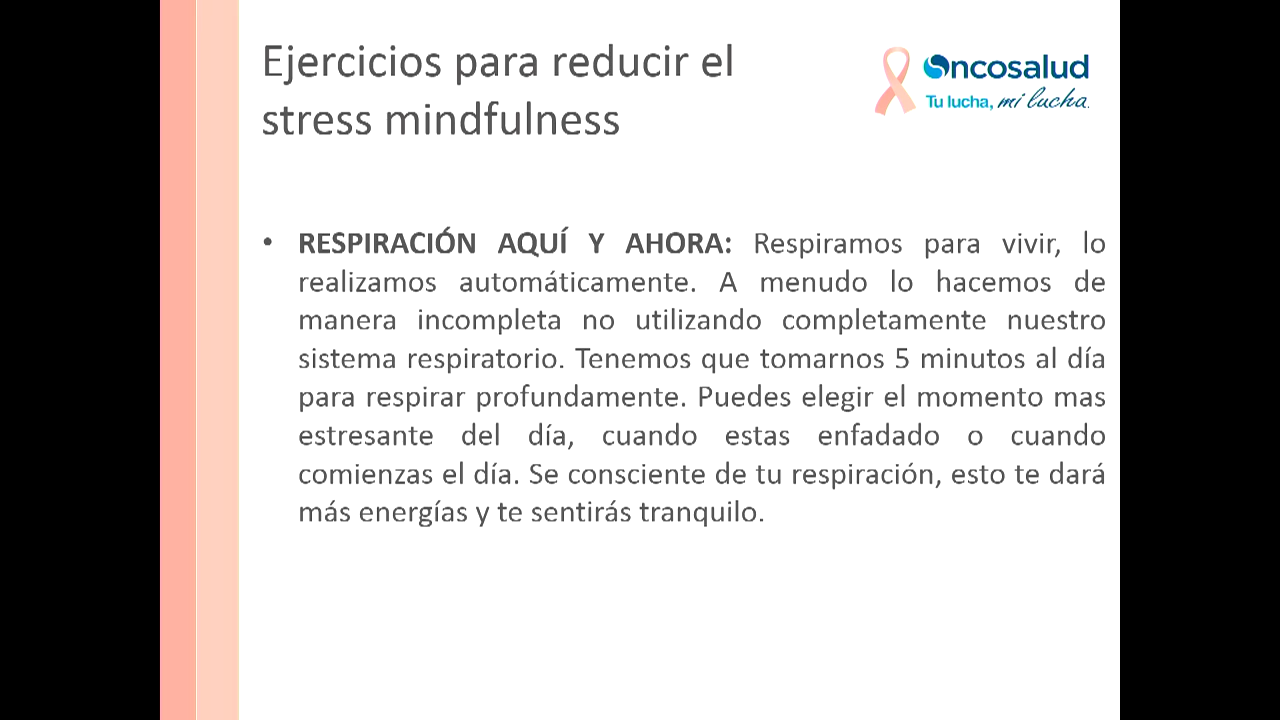 Ejercicios para reducir el
stress mindfulness
Oncosalud
Tu lucha, mi lucha.
• RESPIRACIÓN AQUÍ Y AHORA: Respiramos para vivir, lo
realizamos automáticamente. A menudo lo hacemos de
manera incompleta no utilizando completamente nuestro
sistema respiratorio. Tenemos que tomarnos 5 minutos al día
para respirar profundamente. Puedes elegir el momento mas
estresante del día, cuando estas enfadado o cuando
comienzas el día. Se consciente de tu respiración, esto te dará
más energías y te sentirás tranquilo.